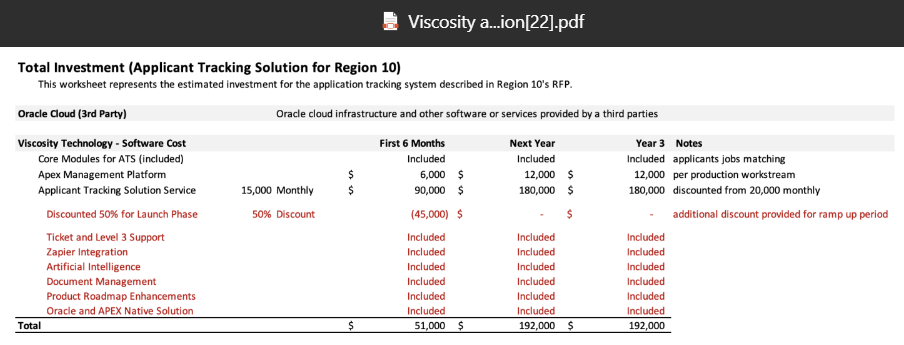 Viscosity a...ion[22].pdf
Total Investment (Applicant Tracking Solution for Region 10)
This worksheet represents the estimated investment for the application tracking system described in Region 10's RFP.
Oracle Cloud (3rd Party) Oracle cloud infrastructure and other software or services provided by a third parties
Viscosity Technology - Software Cost First 6 Months Next Year Year 3 Notes
Core Modules for ATS (included) Included Included Included applicants jobs matching
Apex Management Platform $ 6,000 $ 12,000 $ 12,000 per production workstream
Applicant Tracking Solution Service 15,000 Monthly $ 90,000 $ 180,000 $ 180,000 discounted from 20,000 monthly
Discounted 50% for Launch Phase 50% Discount (45,000) $ - $ - additional discount provided for ramp up period
Ticket and Level 3 Support Included Included Included
Zapier Integration Included Included Included
Artificial Intelligence Included Included Included
Document Management Included Included Included
Product Roadmap Enhancements Included Included Included
Oracle and APEX Native Solution Included Included Included
Total $ 51,000 $ 192,000 $ 192,000